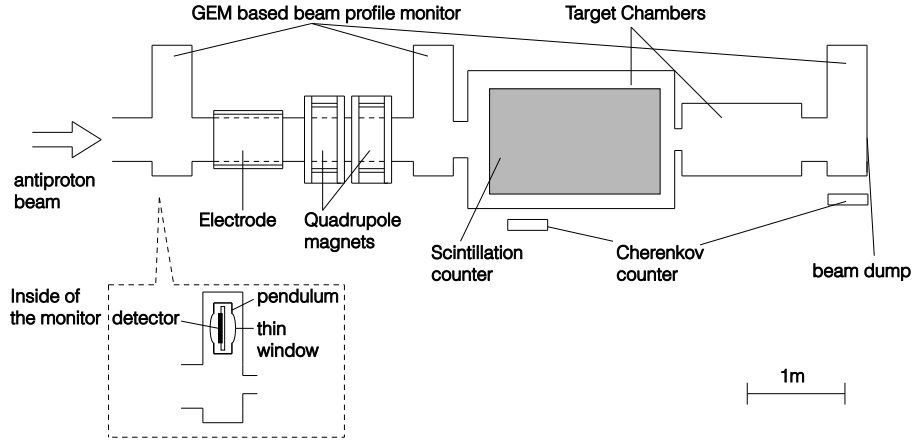 GEM based beam profile monitor
Target Chambers
antiproton
beam
Electrode
Quadrupole
magnets
Scintillation
counter
Cherenkov
counter
beam dump
Inside of
the monitor
detector
pendulum
thin
window
1m